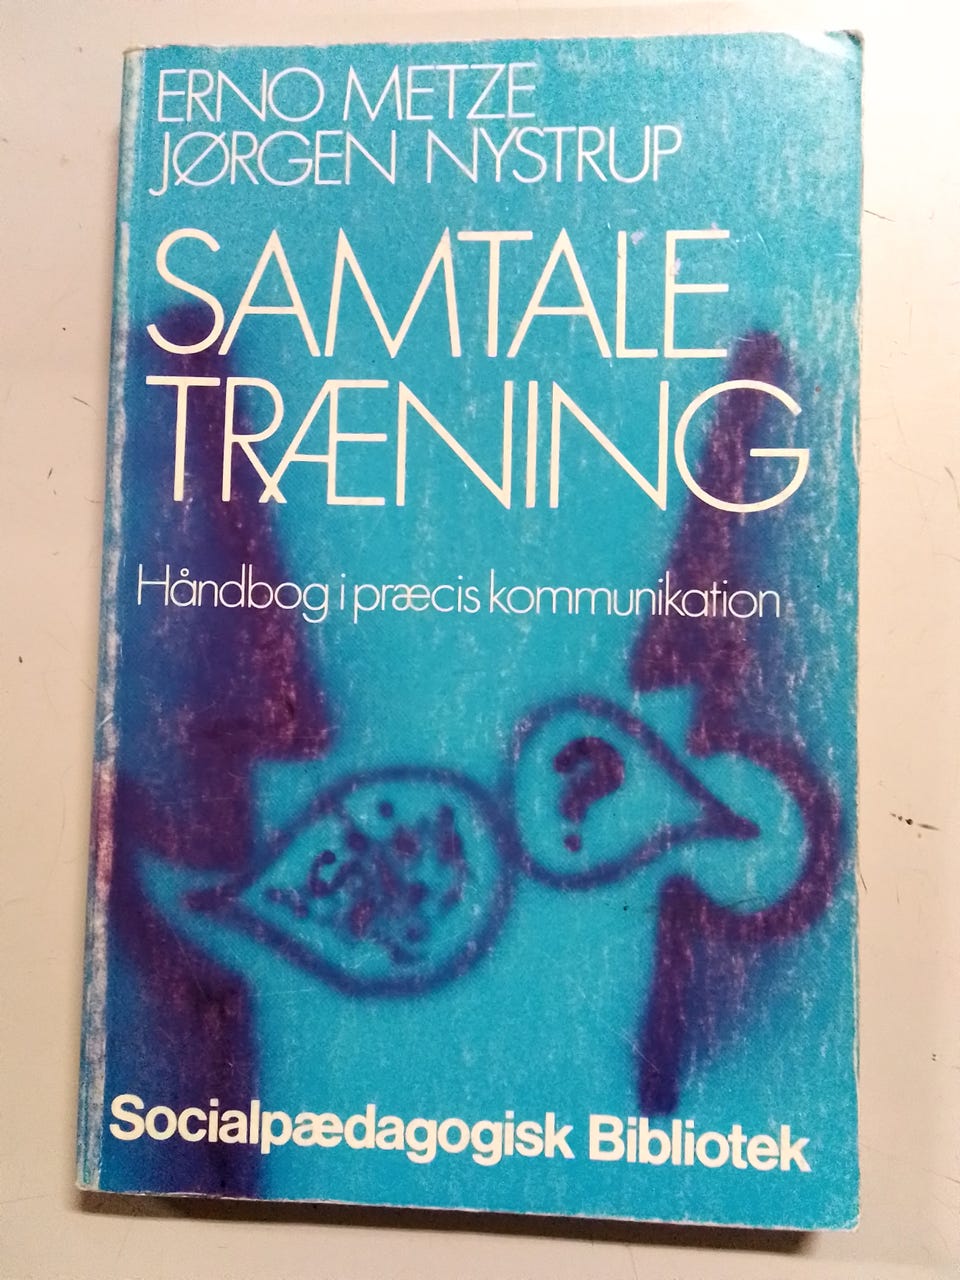 ERNO METZE
JØRGEN NYSTRUP
SAMTALE
TRÆNING
Håndbog i præcis kommunikation
?
Socialpædagogisk Bibliotek